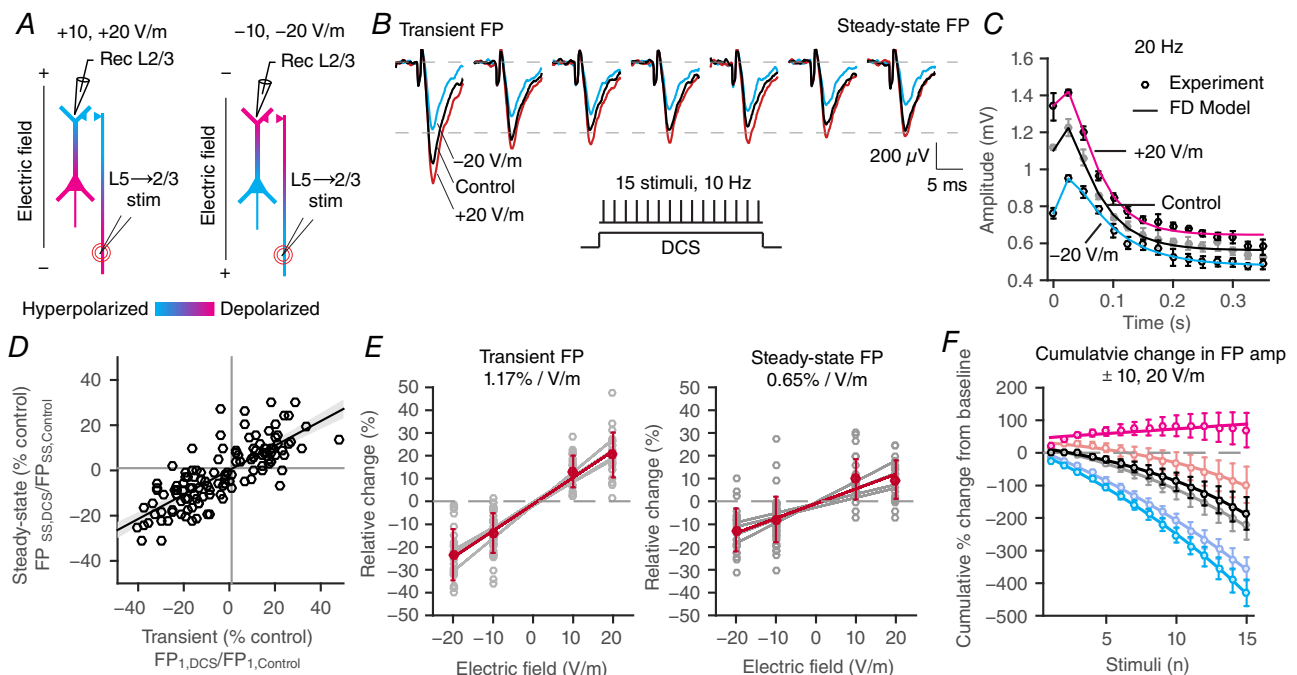 A
+10, +20 V/m
−10, −20 V/m
Rec L2/3
Rec L2/3
+
−
Electric field
Electric field
L5→2/3
stim
L5→2/3
stim
−
+
Hyperpolarized
Depolarized
B
Transient FP
Steady-state FP
−20 V/m
Control
+20 V/m
15 stimuli, 10 Hz
DCS
200 µV
5 ms
C
20 Hz
Experiment
FD Model
+20 V/m
Control
−20 V/m
Amplitude (mV)
1.6
1.4
1.2
1.0
0.8
0.6
0.4
0
0.1
0.2
0.3
Time (s)
D
Steady-state (% control)
FP SS,DCS/FP SS,Control
40
20
0
−20
−40
−40
−20
0
20
40
Transient (% control)
FP1,DCS/FP1,Control
E
Transient FP
1.17% / V/m
Relative change (%)
50
40
30
20
10
0
−10
−20
−30
−40
−50
−20
−10
0
10
20
Electric field (V/m)
Steady-state FP
0.65% / V/m
Relative change (%)
50
40
30
20
10
0
−10
−20
−30
−40
−50
−20
−10
0
10
20
Electric field (V/m)
F
Cumulatvie change in FP amp
± 10, 20 V/m
Cumulative % change from baseline
200
100
0
−100
−200
−300
−400
−500
5
10
15
Stimuli (n)